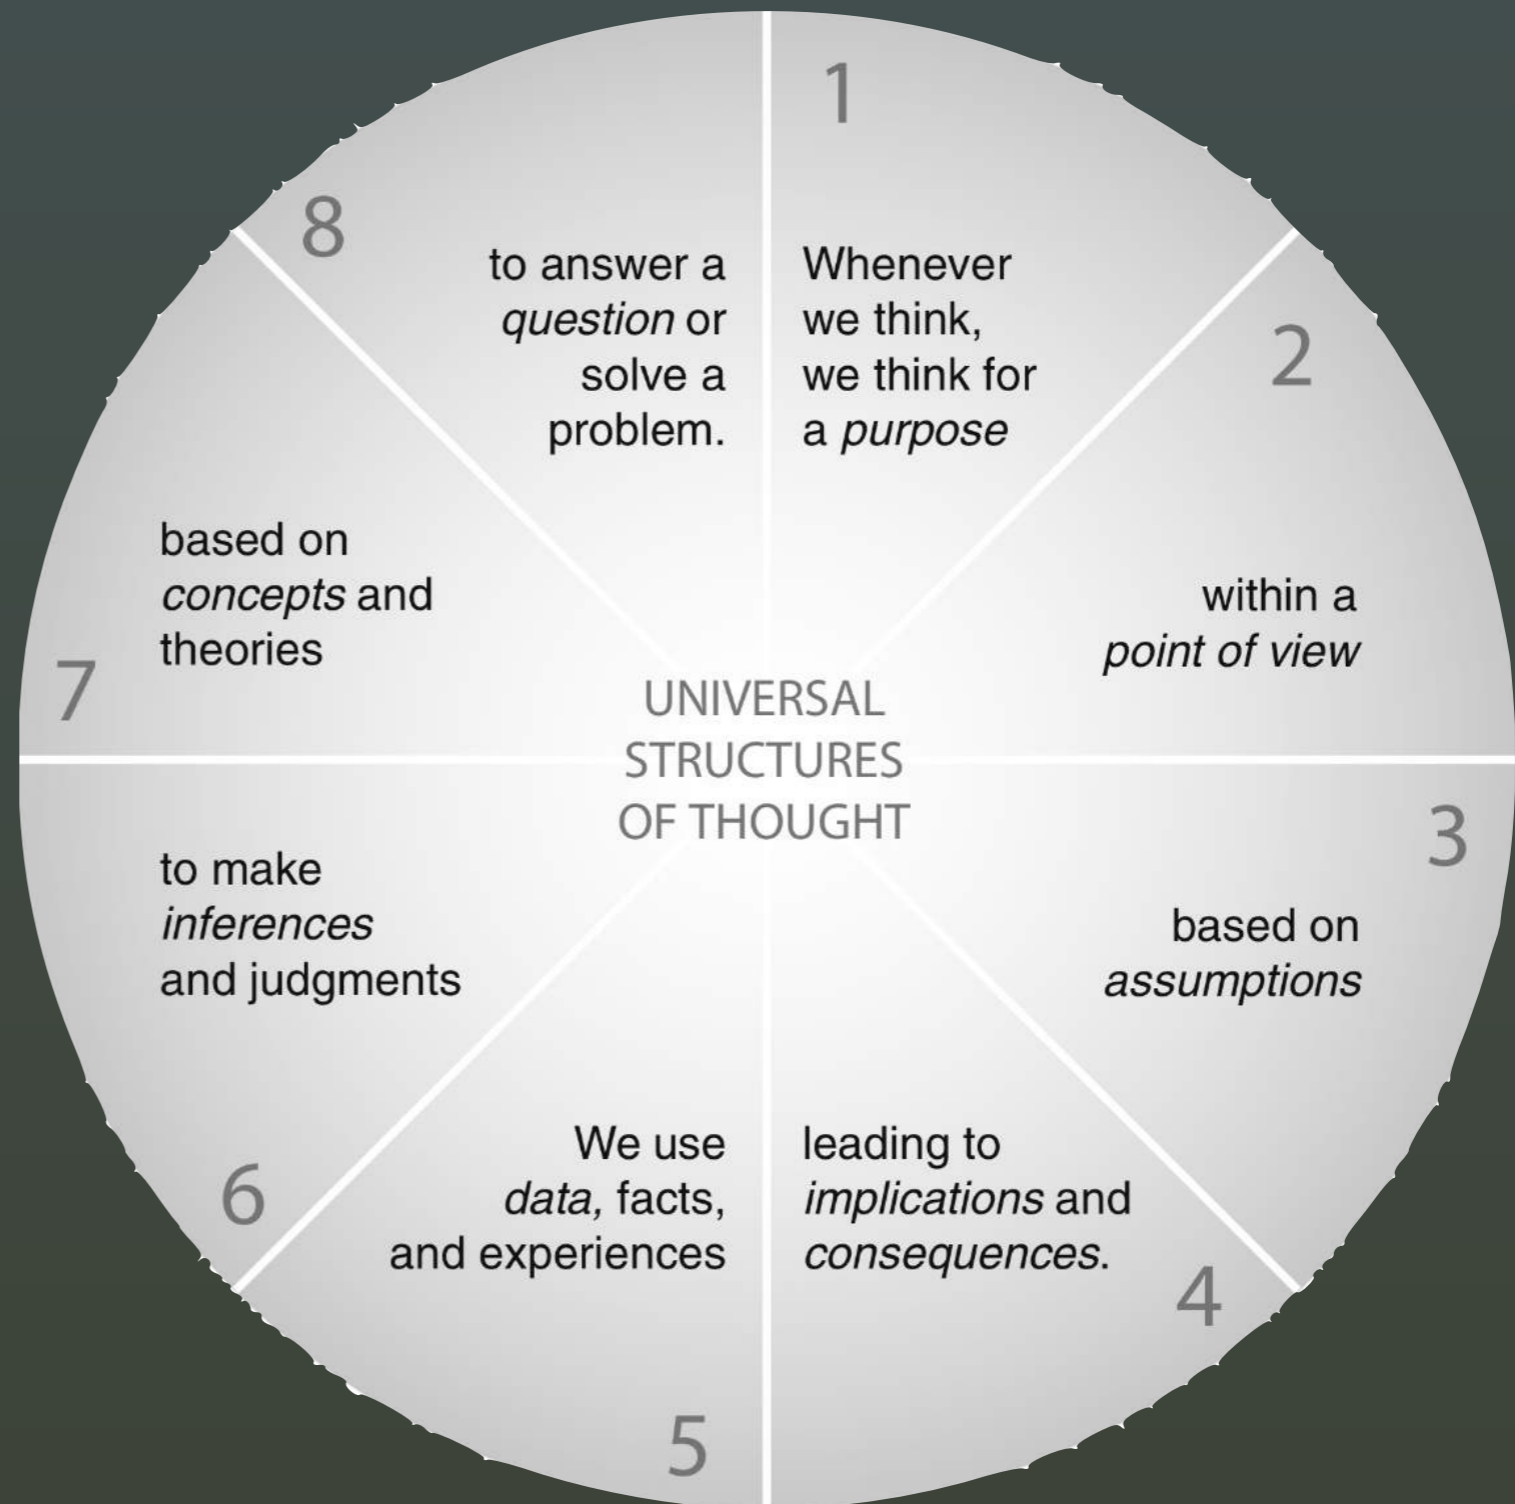 UNIVERSAL
STRUCTURES
OF THOUGHT
1
Whenever
we think,
we think for
a purpose
2
within a
point of view
3
based on
assumptions
4
leading to
implications and
consequences.
5
We use
data, facts,
and experiences
6
to make
inferences
and judgments
7
based on
concepts and
theories
8
to answer a
question or
solve a
problem.